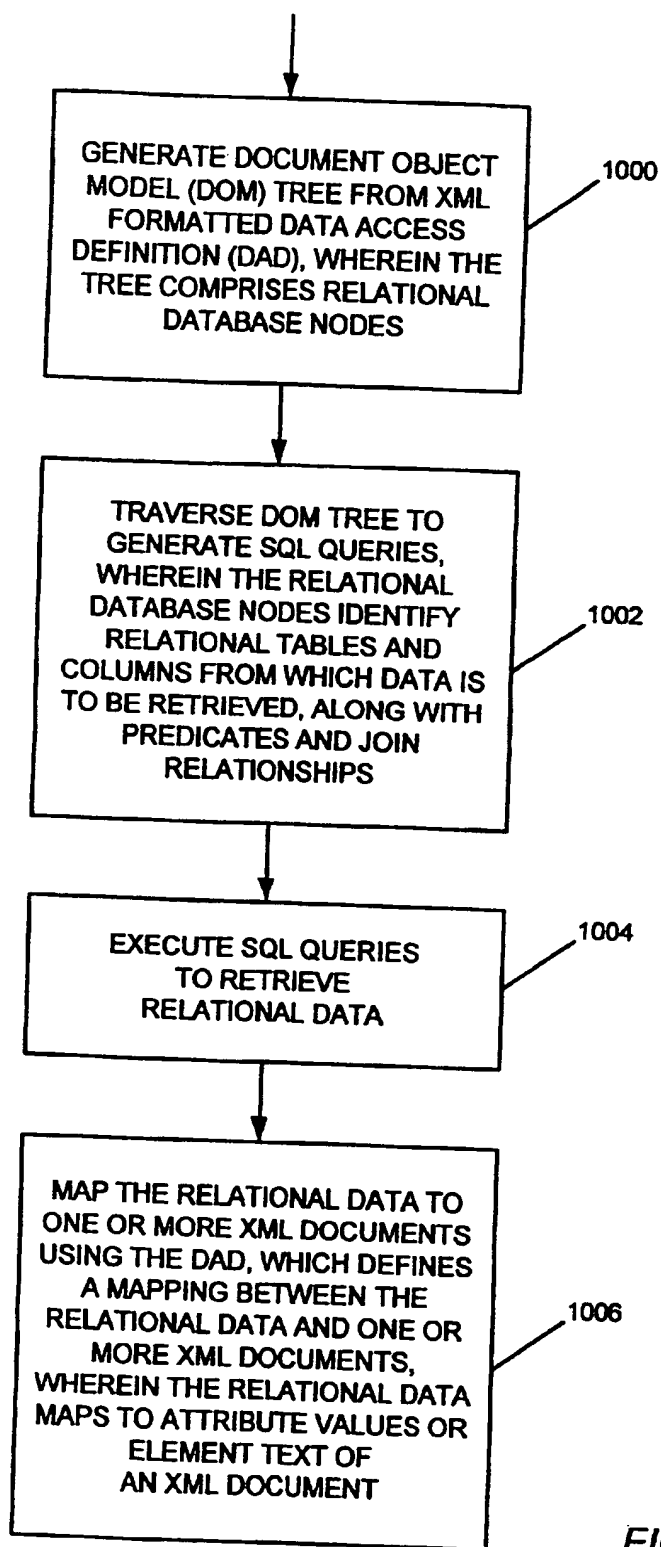 GENERATE DOCUMENT OBJECT
MODEL (DOM) TREE FROM XML
FORMATTED DATA ACCESS
DEFINITION (DAD), WHEREIN THE
TREE COMPRISES RELATIONAL
DATABASE NODES
1000
TRAVERSE DOM TREE TO
GENERATE SQL QUERIES,
WHEREIN THE RELATIONAL
DATABASE NODES IDENTIFY
RELATIONAL TABLES AND
COLUMNS FROM WHICH DATA IS
TO BE RETRIEVED, ALONG WITH
PREDICATES AND JOIN
RELATIONSHIPS
1002
EXECUTE SQL QUERIES
TO RETRIEVE
RELATIONAL DATA
1004
MAP THE RELATIONAL DATA TO
ONE OR MORE XML DOCUMENTS
USING THE DAD, WHICH DEFINES
A MAPPING BETWEEN THE
RELATIONAL DATA AND ONE OR
MORE XML DOCUMENTS,
WHEREIN THE RELATIONAL DATA
MAPS TO ATTRIBUTE VALUES OR
ELEMENT TEXT OF
AN XML DOCUMENT
1006